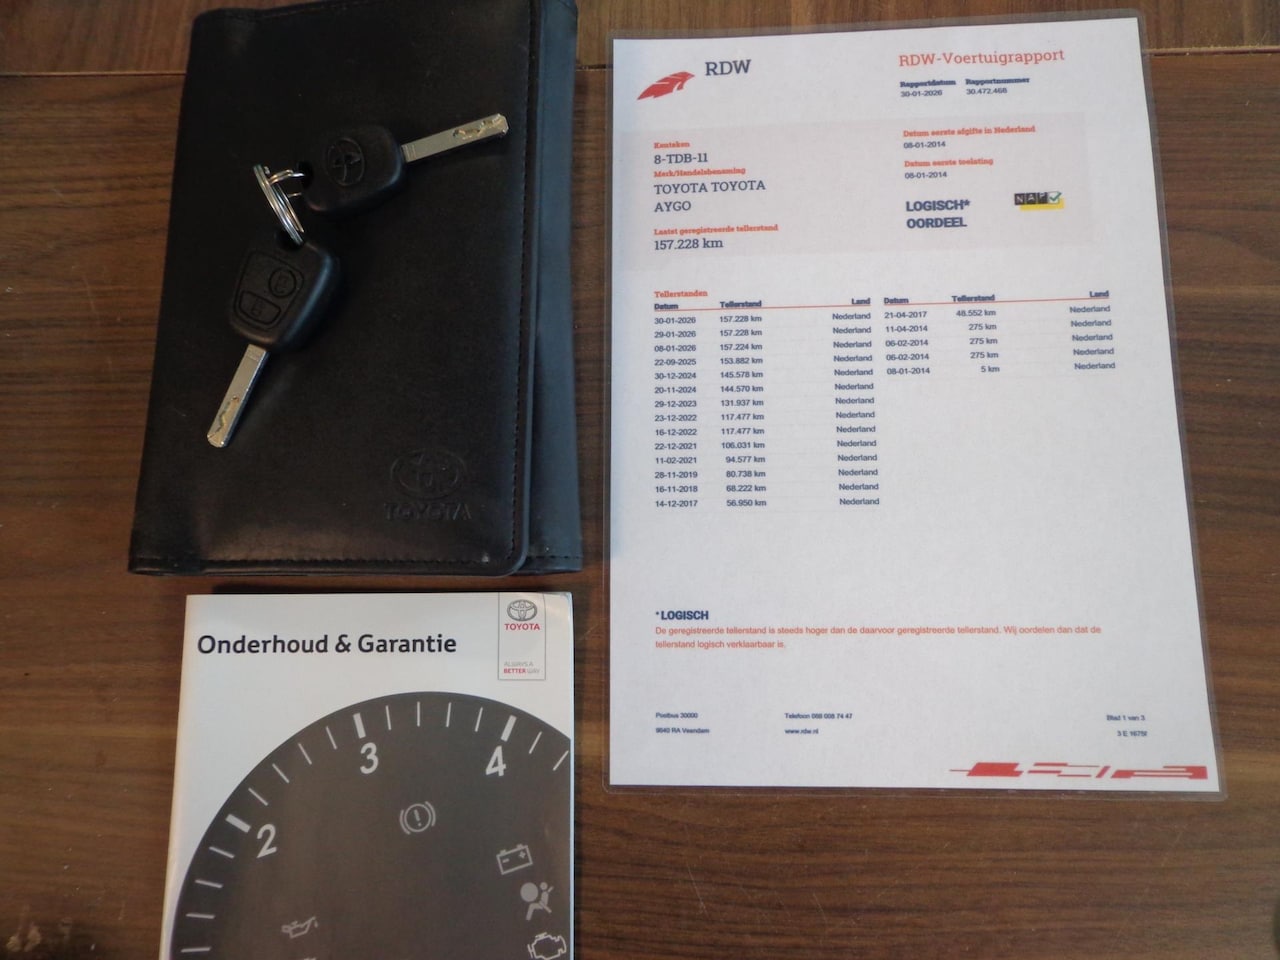 RDW
RDW-Voertuigrapport
Rapportdatum Rapportnummer
30-01-2026 30.472.468
Kenteken
8-TDB-11
Merk/Handelsbenaming
TOYOTA TOYOTA
AYGO
Laatst geregistreerde tellerstand
157.228 km
Datum eerste afgifte in Nederland
08-01-2014
Datum eerste toelating
08-01-2014
LOGISCH*
OORDEEL
NAP
Tellerstanden
Datum Tellerstand Land
30-01-2026 157.228 km Nederland
29-01-2026 157.228 km Nederland
08-01-2026 157.224 km Nederland
22-09-2025 153.882 km Nederland
30-12-2024 145.578 km Nederland
20-11-2024 144.570 km Nederland
29-12-2023 131.937 km Nederland
23-12-2022 117.477 km Nederland
16-12-2022 117.477 km Nederland
22-12-2021 106.031 km Nederland
11-02-2021 94.577 km Nederland
28-11-2019 80.738 km Nederland
16-11-2018 68.222 km Nederland
14-12-2017 56.950 km Nederland
Datum Tellerstand Land
21-04-2017 48.552 km Nederland
11-04-2014 275 km Nederland
06-02-2014 275 km Nederland
06-02-2014 275 km Nederland
08-01-2014 5 km Nederland
*LOGISCH
De geregistreerde tellerstand is steeds hoger dan de daarvoor geregistreerde tellerstand. Wij oordelen dan dat de
tellerstand logisch verklaarbaar is.
Postbus 30000
9640 RA Veendam
Telefoon 088 008 74 47
www.rdw.nl
Blad 1 van 3
TOYOTA
Onderhoud & Garantie
TOYOTA
ALWAYS A
BETTER WAY
2
3
4